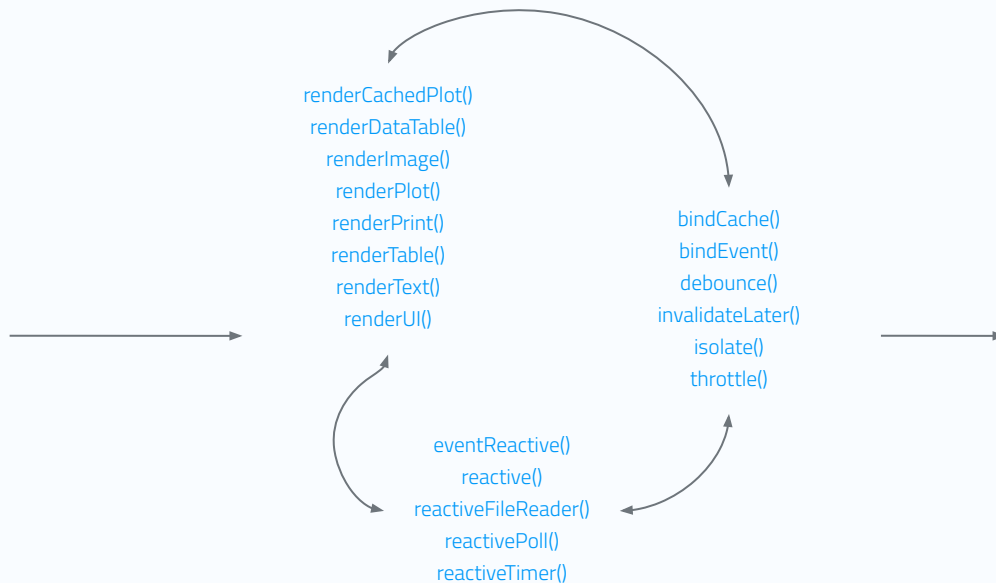 renderCachedPlot()
renderDataTable()
renderImage()
renderPlot()
renderPrint()
renderTable()
renderText()
renderUI()
bindCache()
bindEvent()
debounce()
invalidateLater()
isolate()
throttle()
eventReactive()
reactive()
reactiveFileReader()
reactivePoll()
reactiveTimer()